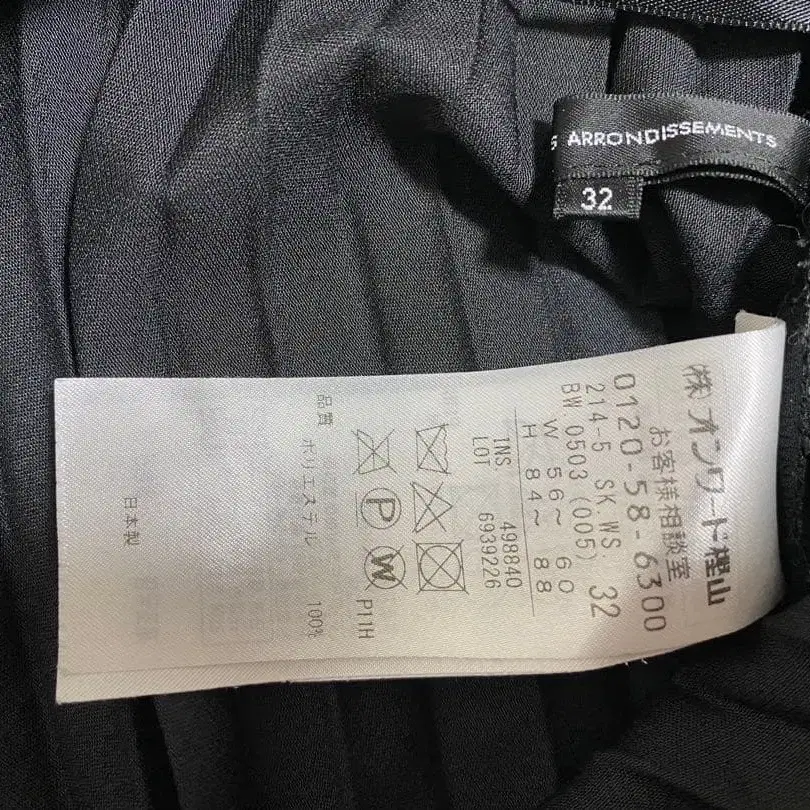 5 ARRONDISSEMENTS
32
(株)オンワード樫山
お客様相談室
0120-58-6300
214-5 SK.WS 32
BW 0503 (005)
W 56~ 60
H 84~ 88
INS 498840
LOT 6939226
P W
P11H
品質 ポリエステル 100%
日本製